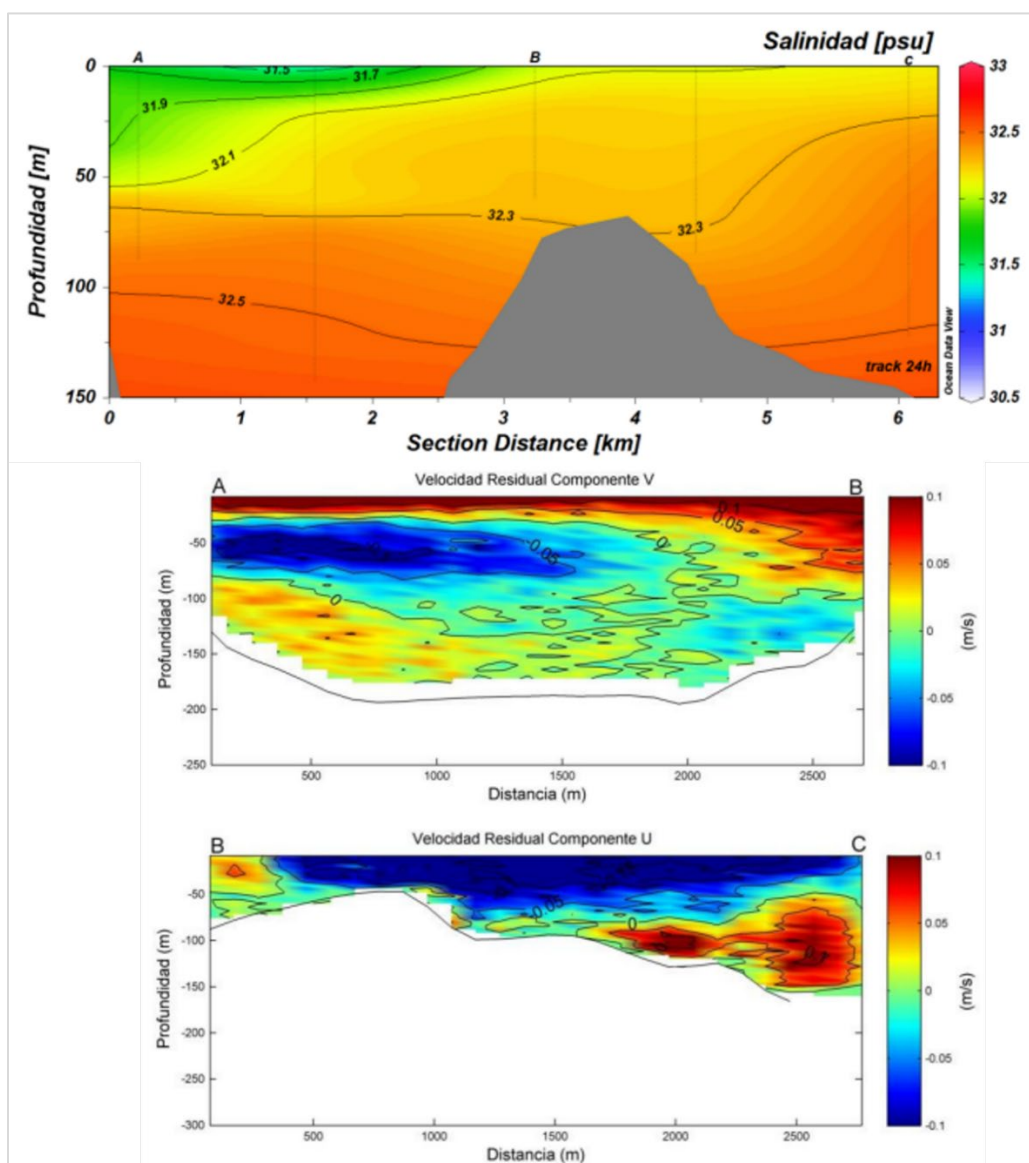 Salinidad [psu]
A B C
0 50 100 150
Profundidad [m]
31.5
31.7
31.9
32.1
32.3 32.3
32.5
track 24h
Ocean Data View
33
32.5
32
31.5
31
30.5
0 1 2 3 4 5 6
Section Distance [km]
Velocidad Residual Componente V
A B
-50
-100
-150
-200
-250
Profundidad (m)
0.1
0.05
0
-0.05
0
500 1000 1500 2000 2500
Distancia (m)
0.1
0.05
0
-0.05
-0.1
(m/s)
Velocidad Residual Componente U
B C
-50
-100
-150
-200
-250
-300
Profundidad (m)
-0.05
0
0.1
500 1000 1500 2000 2500
Distancia (m)
0.1
0.05
0
-0.05
-0.1
(m/s)